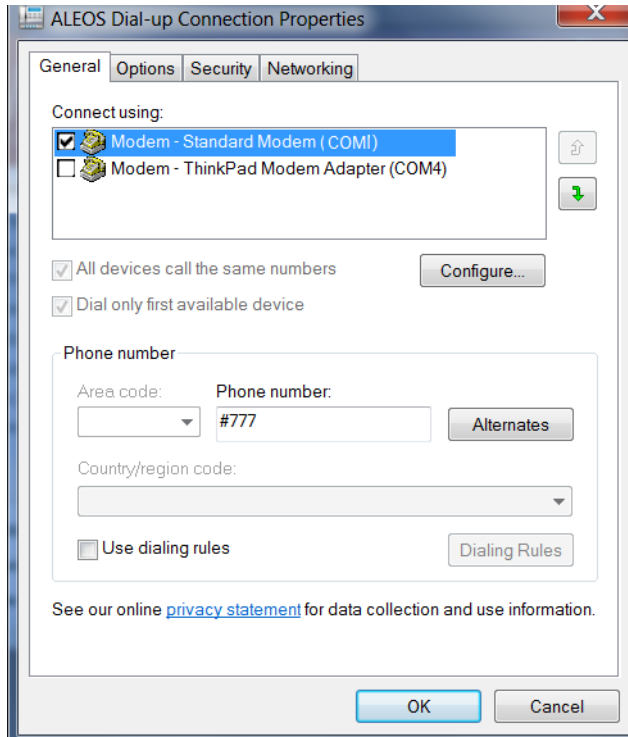 ALEOS Dial-up Connection Properties
General Options Security Networking
Connect using:
Modem - Standard Modem (COMl)
Modem - ThinkPad Modem Adapter (COM4)
All devices call the same numbers
Configure...
Dial only first available device
Phone number
Area code: Phone number:
#777
Alternates
Country/region code:
Use dialing rules
Dialing Rules
See our online privacy statement for data collection and use information.
OK Cancel